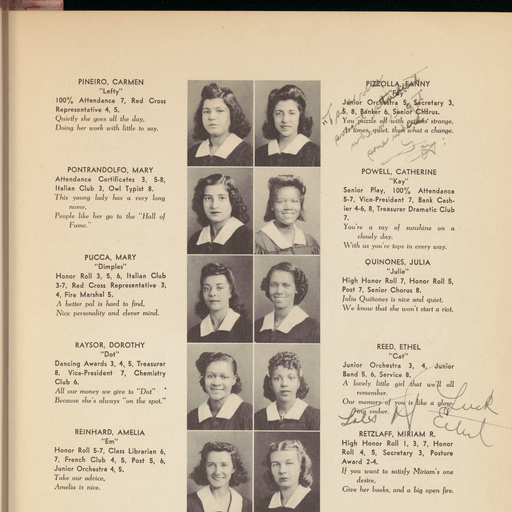 PINEIRO, CARMEN
"Lefty"
100% Attendance 7, Red Cross
Representative 4, 5.
Quietly she goes all the day,
Doing her work with little to say.
PONTRANDOLFO, MARY
Attendance Certificates 3, 5-8,
Italian Club 3, Owl Typist 8.
This young lady has a very long
name,
People like her go to the "Hall of
Fame."
PUCCA, MARY
"Dimples"
Honor Roll 3, 5, 6, Italian Club
3-7, Red Cross Representative 3,
4, Fire Marshal 5.
A better pal is hard to find,
Nice personality and clever mind.
RAYSOR, DOROTHY
"Dot"
Dancing Awards 3, 4, 5, Treasurer
8, Vice-President 7, Chemistry
Club 6.
All our money we give to "Dot"
Because she's always "on the spot."
REINHARD, AMELIA
"Em"
Honor Roll 5-7, Class Librarian 6,
7, French Club 4, 5, Post 5, 6,
Junior Orchestra 4, 5.
Take our advice,
Amelia is nice.
PIZZOLLA, FANNY
"Fay"
Junior Orchestra 5, Secretary 3,
5, 8, Banker 6, Senior Chorus.
You puzzle all with actions strange,
At times, quiet, then what a change.
POWELL, CATHERINE
"Kay"
Senior Play, 100% Attendance
5-7, Vice-President 7, Bank Cash-
ier 4-6, 8, Treasurer Dramatic Club
7.
You're a ray of sunshine on a
cloudy day.
With us you're tops in every way.
QUINONES, JULIA
"Julie"
High Honor Roll 7, Honor Roll 5,
Post 7, Senior Chorus 8.
Julia Quiñones is nice and quiet,
We know that she won't start a riot.
REED, ETHEL
"Cat"
Junior Orchestra 3, 4, Junior
Band 5, 6, Service 8.
A lovely little girl that we'll all
remember.
Our memory of you is like a glow-
ing ember.
Lots of Luck
Ethel
RETZLAFF, MIRIAM R.
High Honor Roll 1, 3, 7, Honor
Roll 4, 5, Secretary 3, Posture
Award 2-4.
If you want to satisfy Miriam's one
desire,
Give her books, and a big open fire.